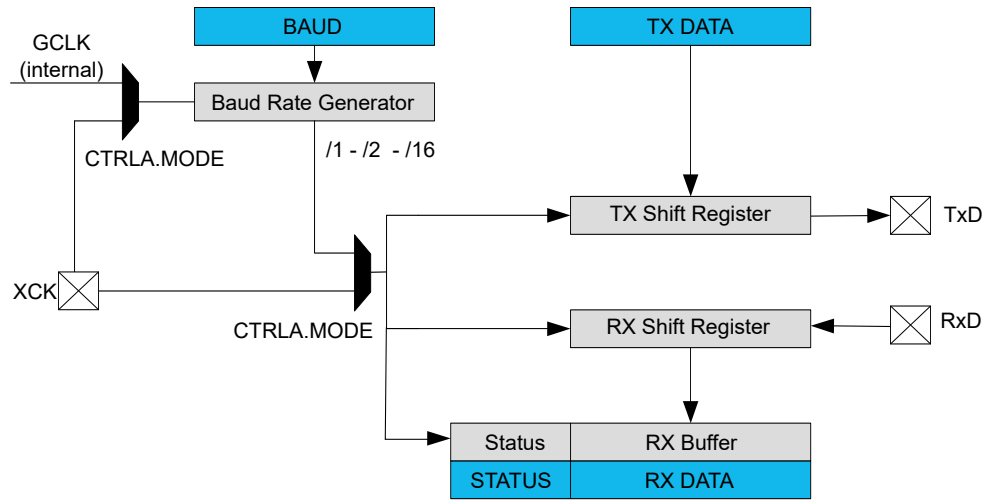 BAUD
TX DATA
GCLK
(internal)
Baud Rate Generator
CTRLA.MODE
/1 - /2 - /16
TX Shift Register
TxD
XCK
CTRLA.MODE
RX Shift Register
RxD
Status
RX Buffer
STATUS
RX DATA